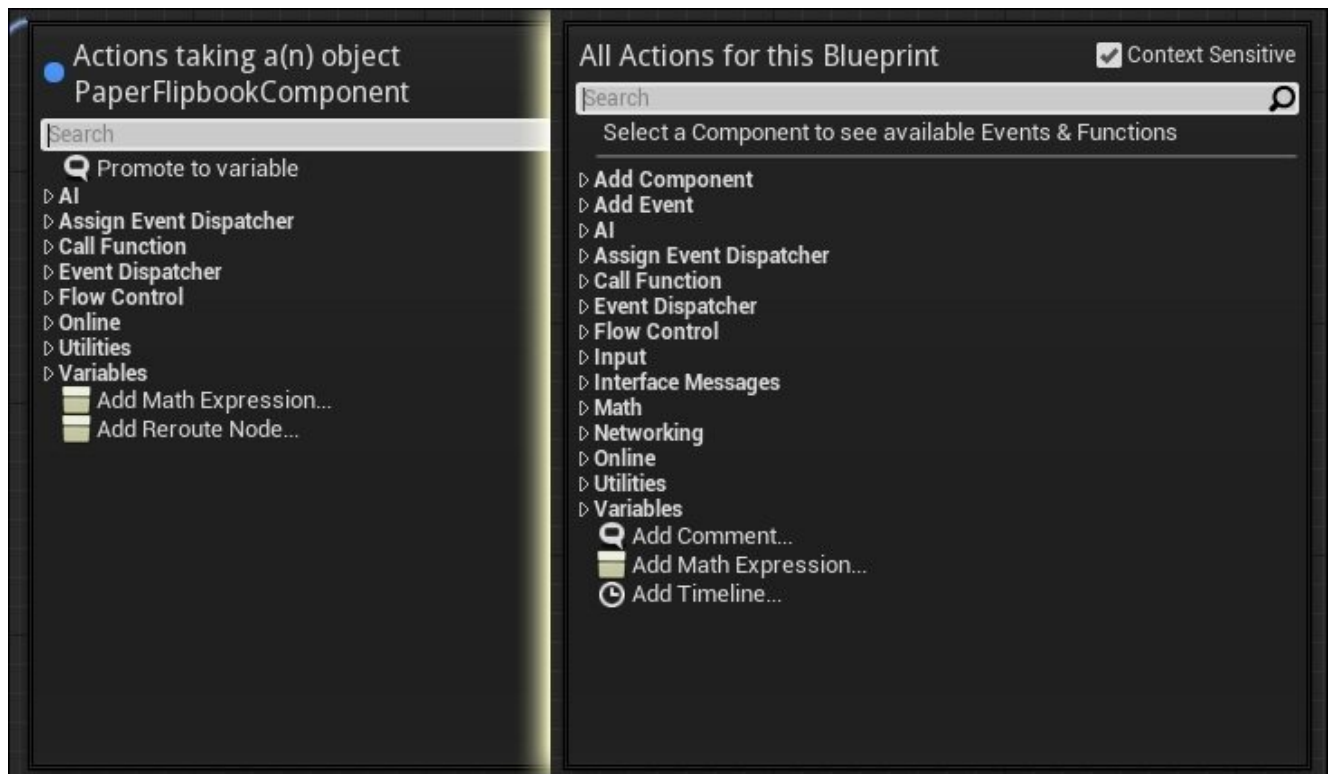 Actions taking a(n) object
PaperFlipbookComponent
Search
Promote to variable
AI
Assign Event Dispatcher
Call Function
Event Dispatcher
Flow Control
Online
Utilities
Variables
Add Math Expression...
Add Reroute Node...
All Actions for this Blueprint
Context Sensitive
Search
Select a Component to see available Events & Functions
Add Component
Add Event
AI
Assign Event Dispatcher
Call Function
Event Dispatcher
Flow Control
Input
Interface Messages
Math
Networking
Online
Utilities
Variables
Add Comment...
Add Math Expression...
Add Timeline...